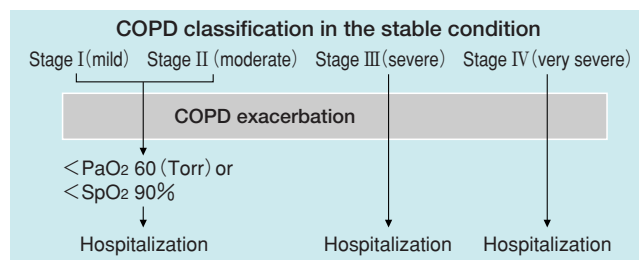 COPD classification in the stable condition
Stage Ⅰ(mild) Stage Ⅱ(moderate) Stage Ⅲ(severe) Stage Ⅳ(very severe)
COPD exacerbation
<PaO2 60(Torr) or
<SpO2 90%
Hospitalization Hospitalization Hospitalization